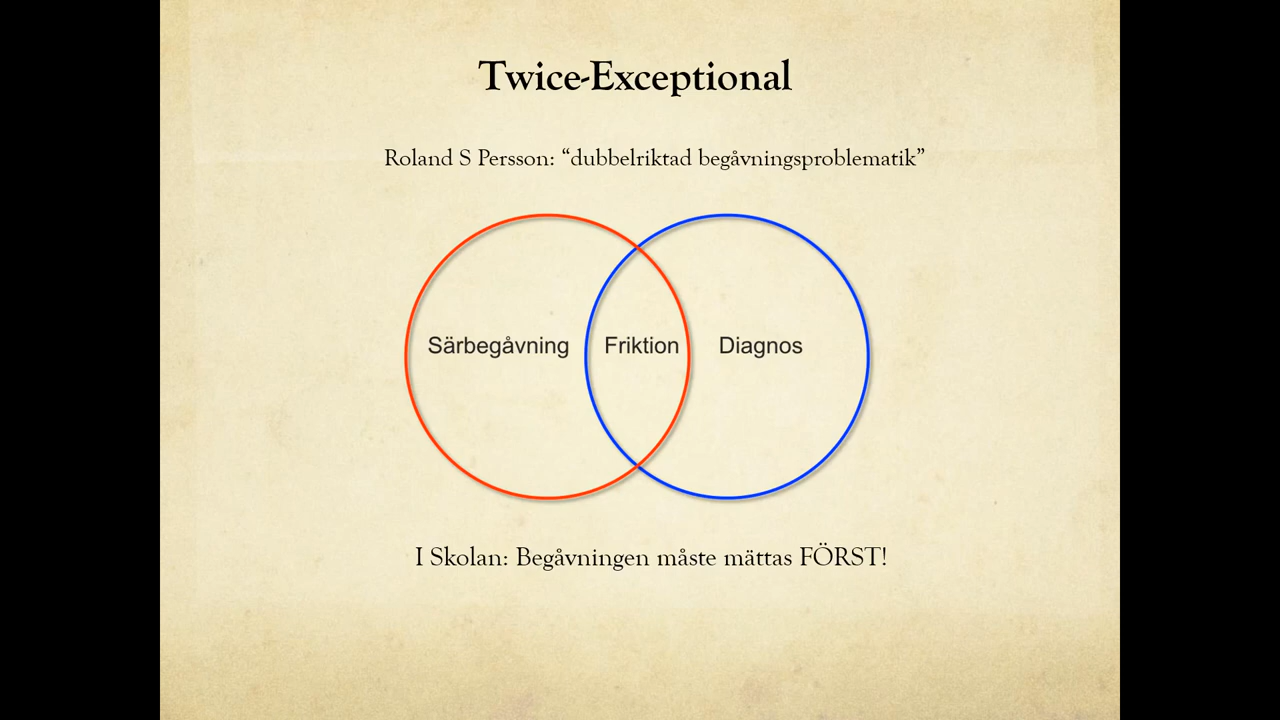 Twice-Exceptional
Roland S Persson: “dubbelriktad begåvningsproblematik”
Särbegåvning Friktion Diagnos
I Skolan: Begåvningen måste mättas FÖRST!